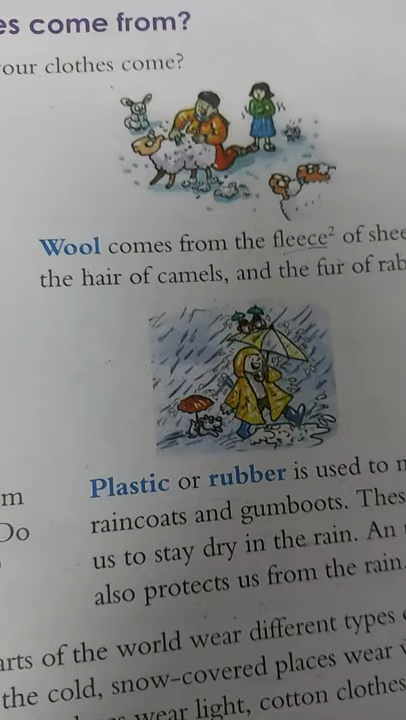 es come from?
our clothes come?
Wool comes from the fleece² of shee
the hair of camels, and the fur of rab
Plastic or rubber is used to m
m
raincoats and gumboots. Thes
Do
us to stay dry in the rain. An
also protects us from the rain.
arts of the world wear different types
the cold, snow-covered places wear
wear light, cotton clothes